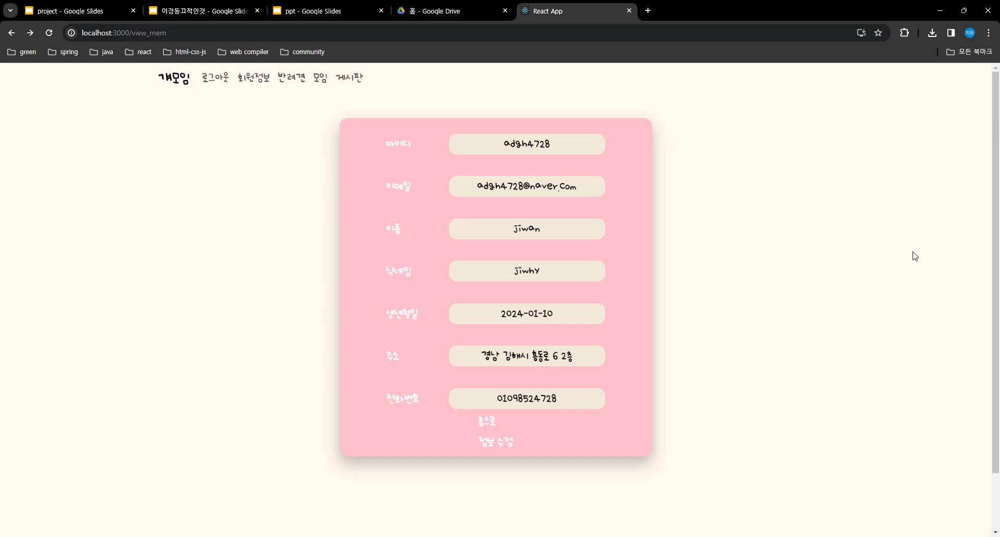 project - Google Slides
이경동끄적인것 - Google Slide
ppt - Google Slides
홈 - Google Drive
React App
localhost:3000/view_mem
지완
green spring java react html-css-js web compiler community 모든 북마크
걔모임 로그아웃 회원정보 반려견 모임 게시판
아이디 adgh4728
이메일 adgh4728@naver.com
이름 jiwan
닉네임 jiwhy
생년월일 2024-01-10
주소 경남 김해시 흥동로 6 2층
전화번호 01098524728
홈으로
정보 수정